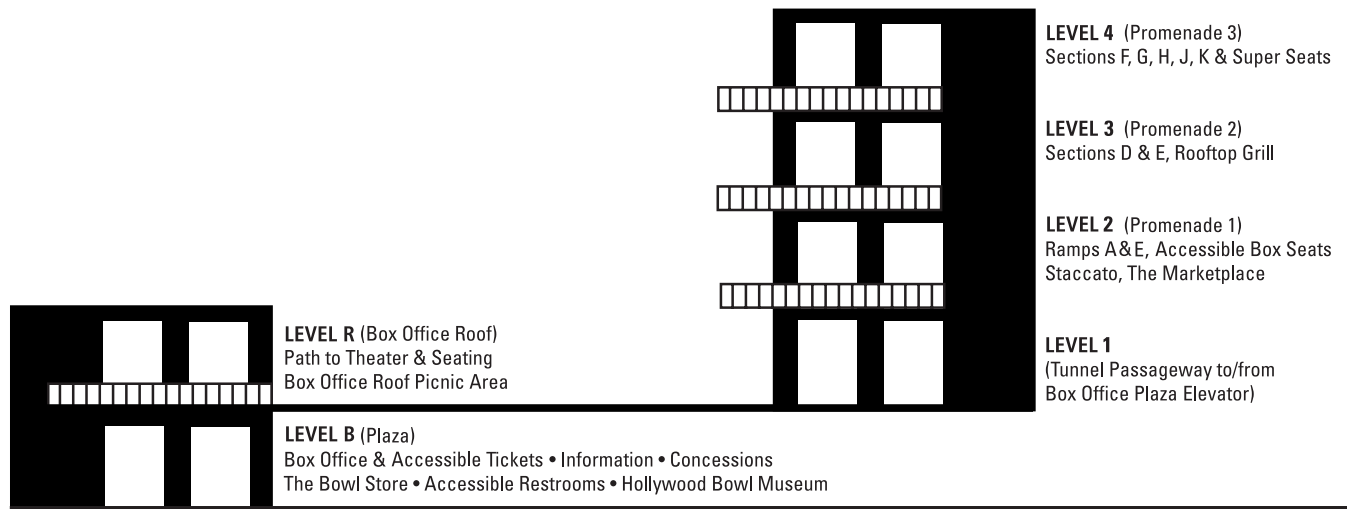 LEVEL 4 (Promenade 3)
Sections F, G, H, J, K & Super Seats
LEVEL 3 (Promenade 2)
Sections D & E, Rooftop Grill
LEVEL 2 (Promenade 1)
Ramps A & E, Accessible Box Seats
Staccato, The Marketplace
LEVEL R (Box Office Roof)
Path to Theater & Seating
Box Office Roof Picnic Area
LEVEL 1
(Tunnel Passageway to/from
Box Office Plaza Elevator)
LEVEL B (Plaza)
Box Office & Accessible Tickets • Information • Concessions
The Bowl Store • Accessible Restrooms • Hollywood Bowl Museum